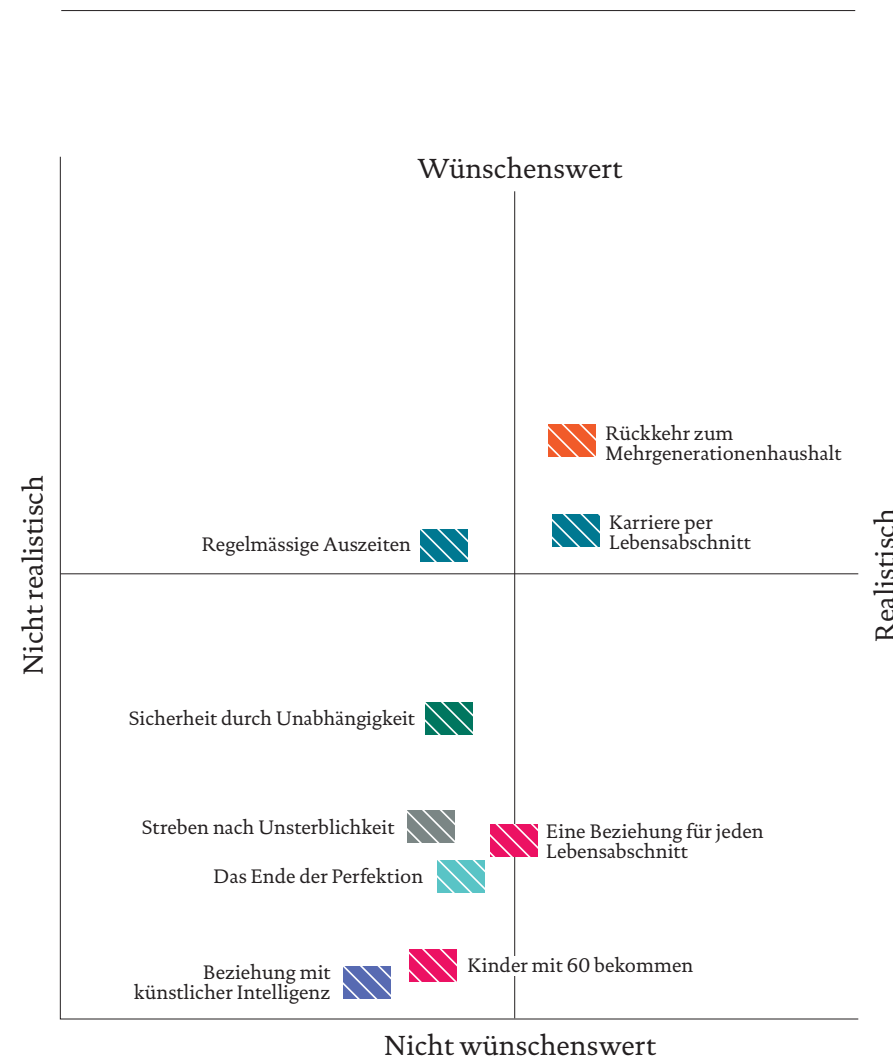 Wünschenswert
Rückkehr zum
Mehrgenerationenhaushalt
Karriere per
Lebensabschnitt
Regelmässige Auszeiten
Nicht realistisch
Realistisch
Sicherheit durch Unabhängigkeit
Streben nach Unsterblichkeit
Eine Beziehung für jeden
Lebensabschnitt
Das Ende der Perfektion
Kinder mit 60 bekommen
Beziehung mit
künstlicher Intelligenz
Nicht wünschenswert